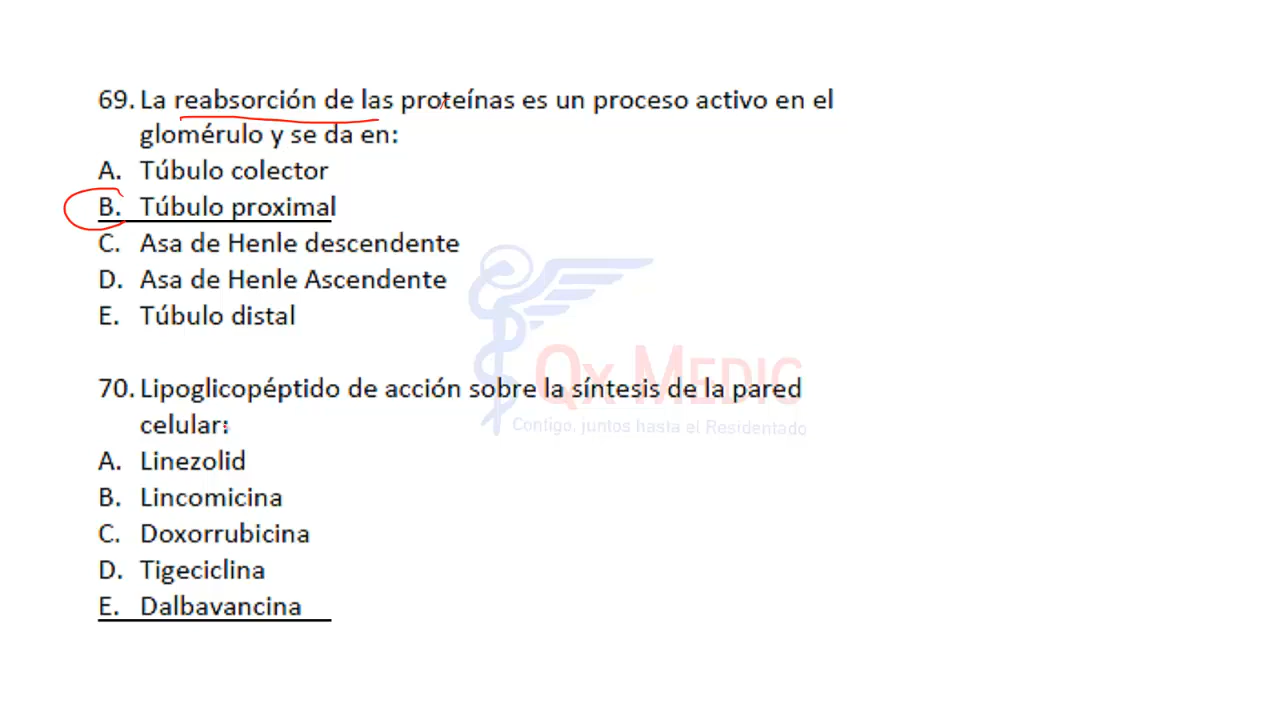 69. La reabsorción de las proteínas es un proceso activo en el
glomérulo y se da en:
A. Túbulo colector
B. Túbulo proximal
C. Asa de Henle descendente
D. Asa de Henle Ascendente
E. Túbulo distal
70. Lipoglicopéptido de acción sobre la síntesis de la pared
celular:
A. Linezolid
B. Lincomicina
C. Doxorrubicina
D. Tigeciclina
E. Dalbavancina
Qx MEDIC
Contigo, juntos hasta el Residentado